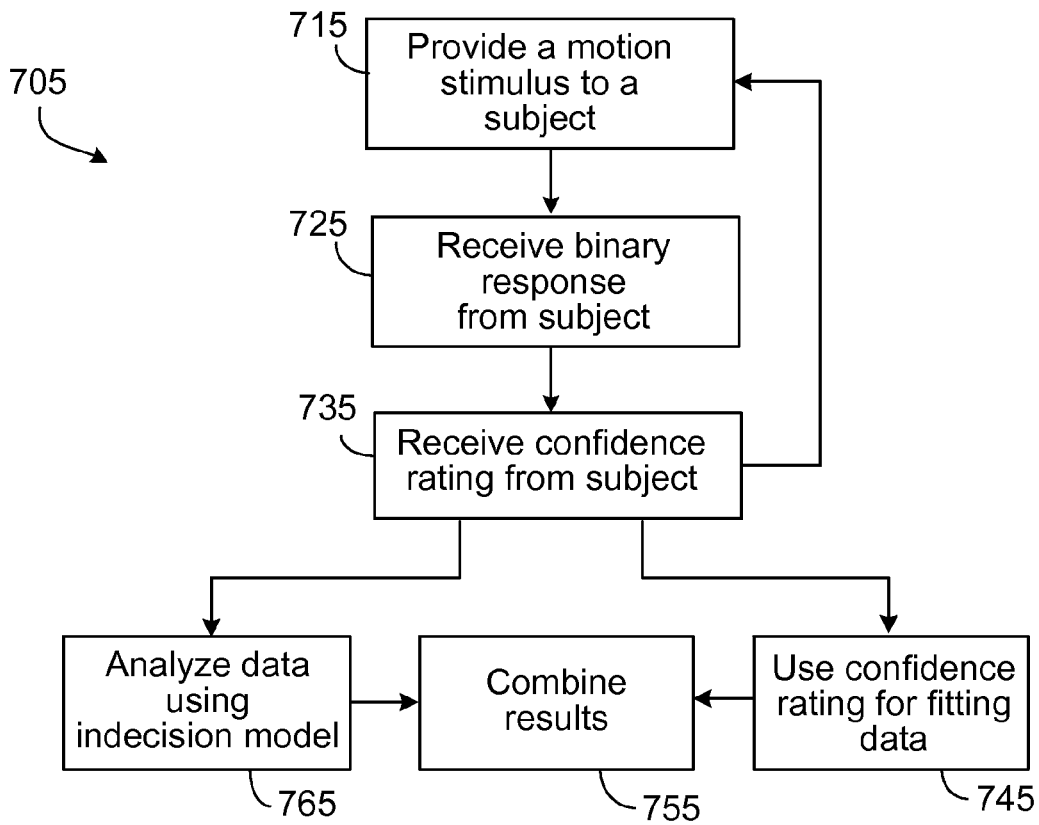 715
Provide a motion
stimulus to a
subject
705
725
Receive binary
response
from subject
735
Receive confidence
rating from subject
Analyze data
using
indecision model
765
Combine
results
755
Use confidence
rating for fitting
data
745